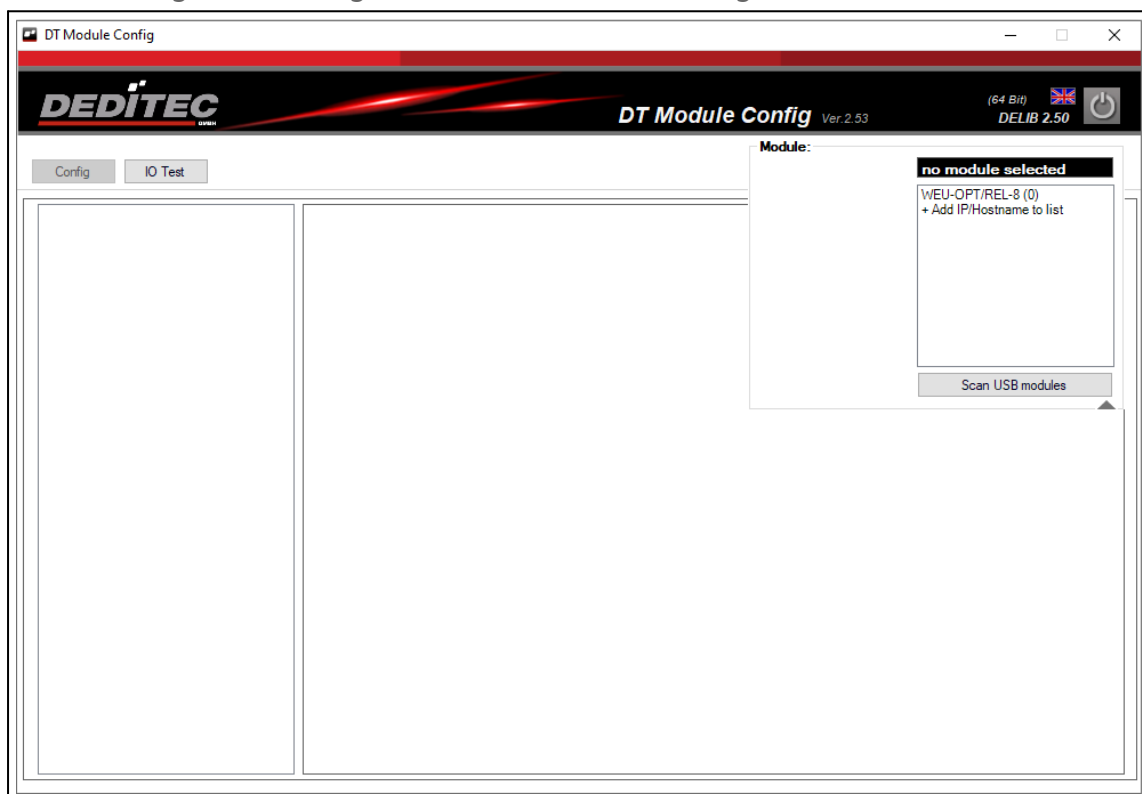 DT Module Config
DEDITEC
GMBH
DT Module Config Ver.2.53
(64 Bit)
DELIB 2.50
Config
IO Test
Module:
no module selected
WEU-OPT/REL-8 (0)
+ Add IP/Hostname to list
Scan USB modules